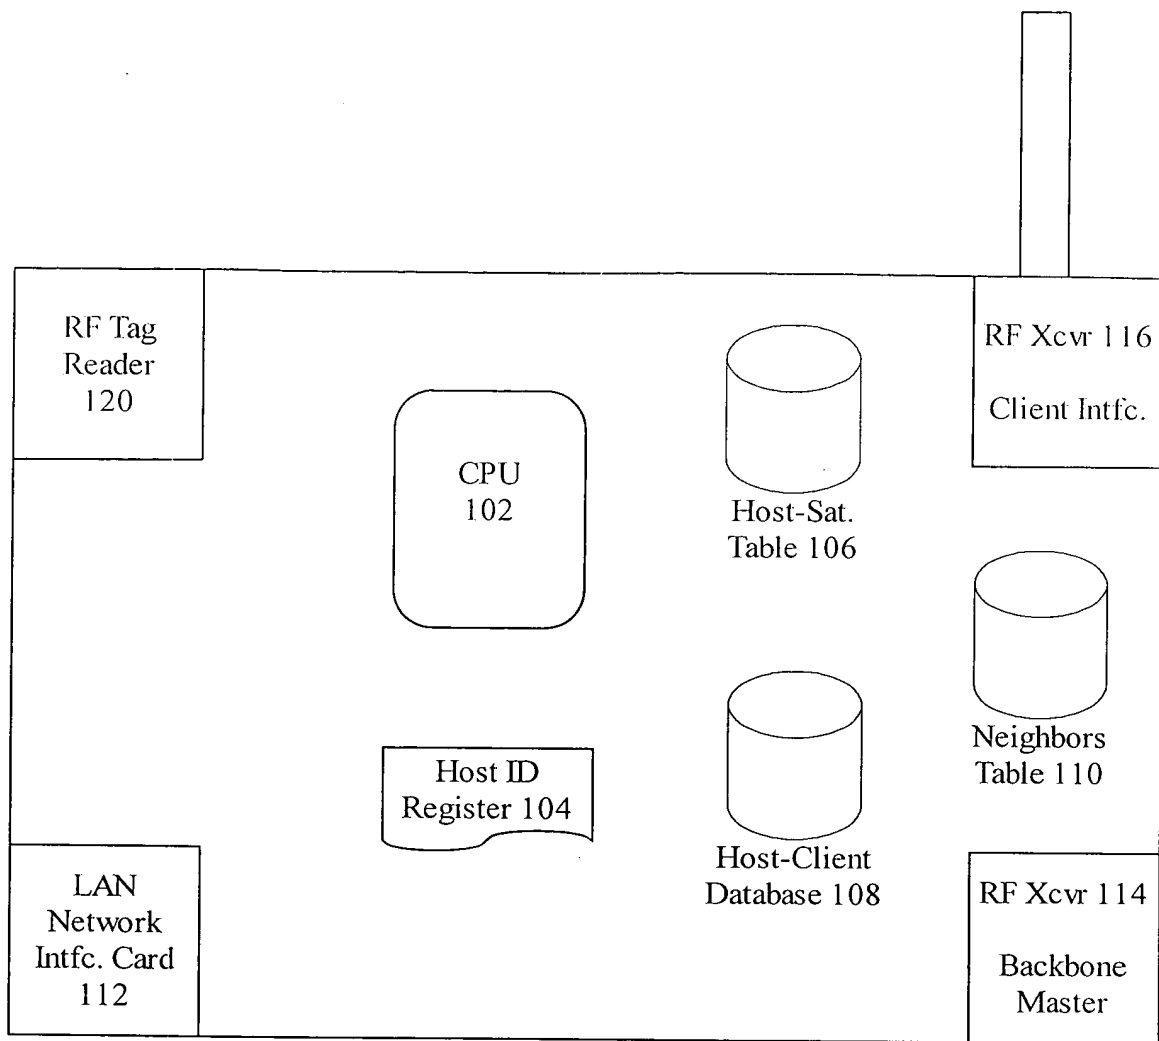 RF Tag
Reader
120
RF Xcvr 116
Client Intfc.
CPU
102
Host-Sat.
Table 106
Neighbors
Table 110
Host ID
Register 104
Host-Client
Database 108
LAN
Network
Intfc. Card
112
RF Xcvr 114
Backbone
Master